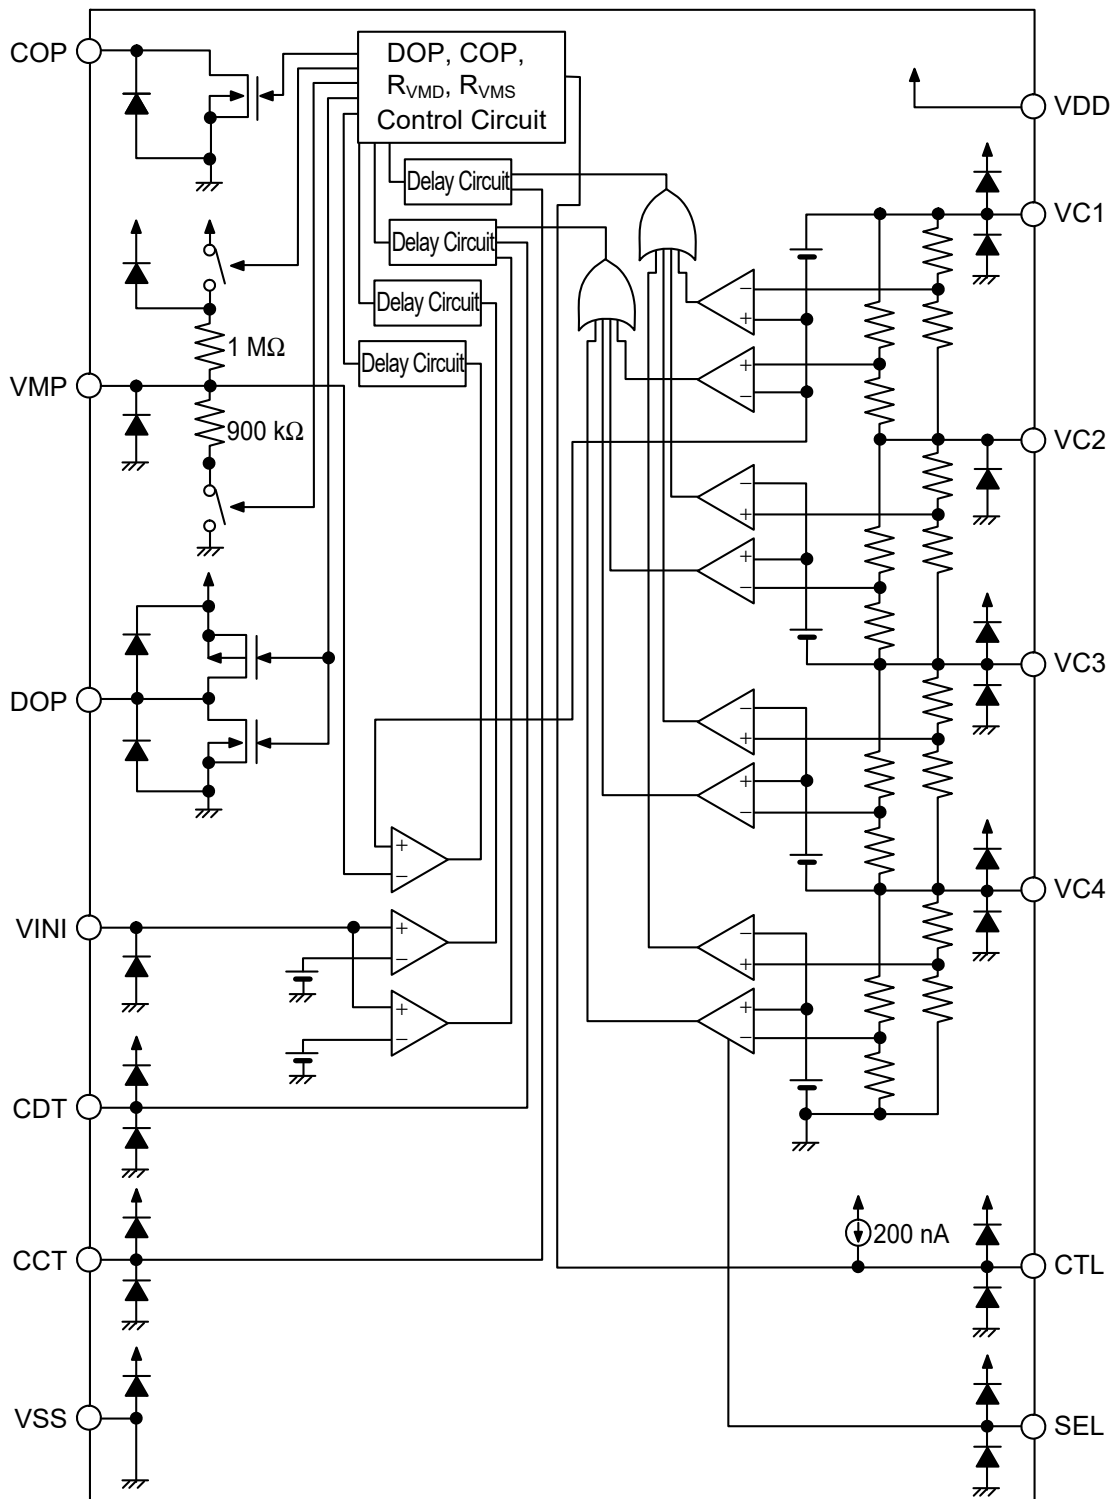 COP
DOP, COP,
RVMD, RVMS
Control Circuit
VDD
Delay Circuit
VC1
Delay Circuit
−
Delay Circuit
+
1 MΩ
Delay Circuit
+
VMP
−
900 kΩ
VC2
−
+
+
−
VC3
DOP
−
+
+
−
+
−
VC4
VINI
+
−
−
+
+
+
−
−
CDT
200 nA
CCT
CTL
VSS
SEL